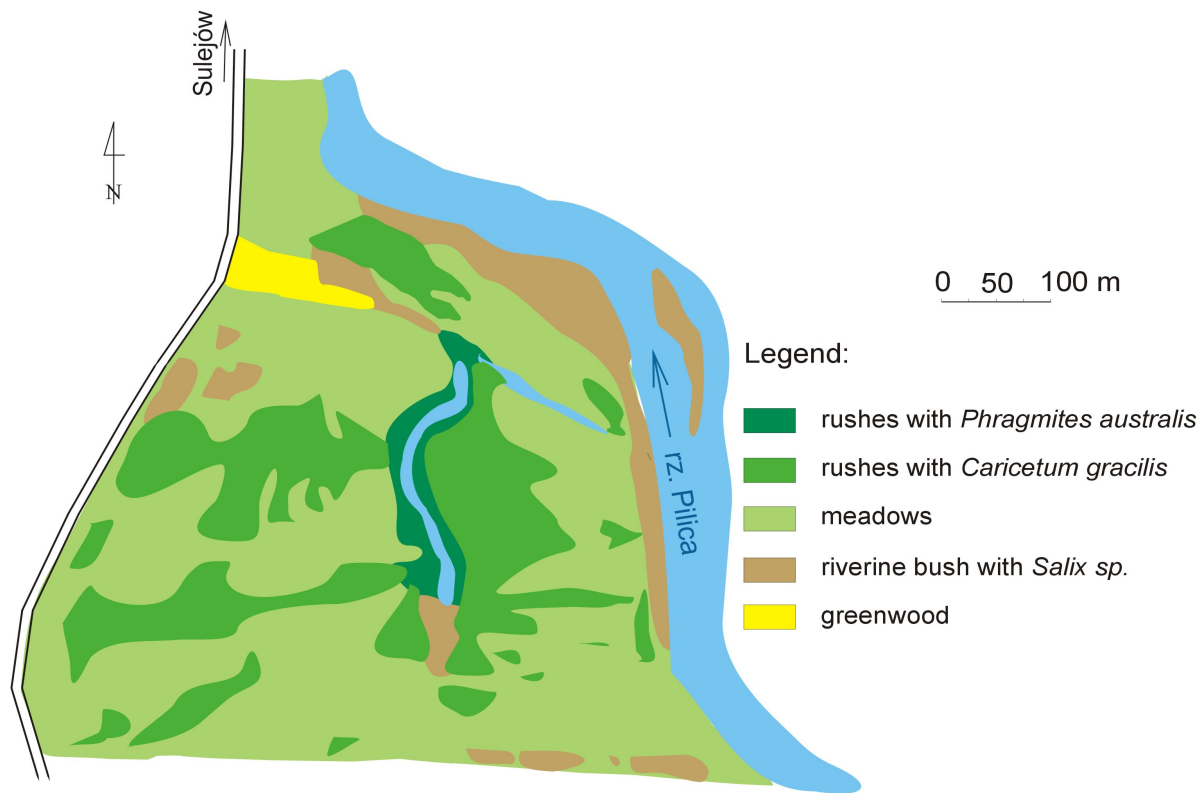 Sulejów
N
0 50 100 m
Legend:
rushes with Phragmites australis
rushes with Caricetum gracilis
meadows
riverine bush with Salix sp.
greenwood
rz. Pilica